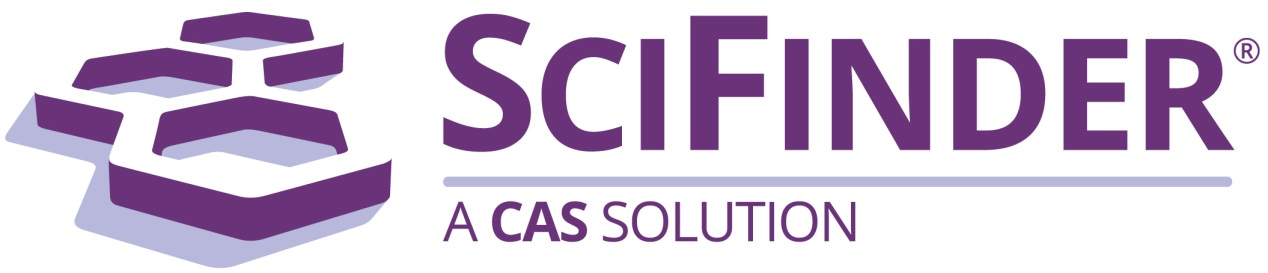 SCIFINDER®
A CAS SOLUTION